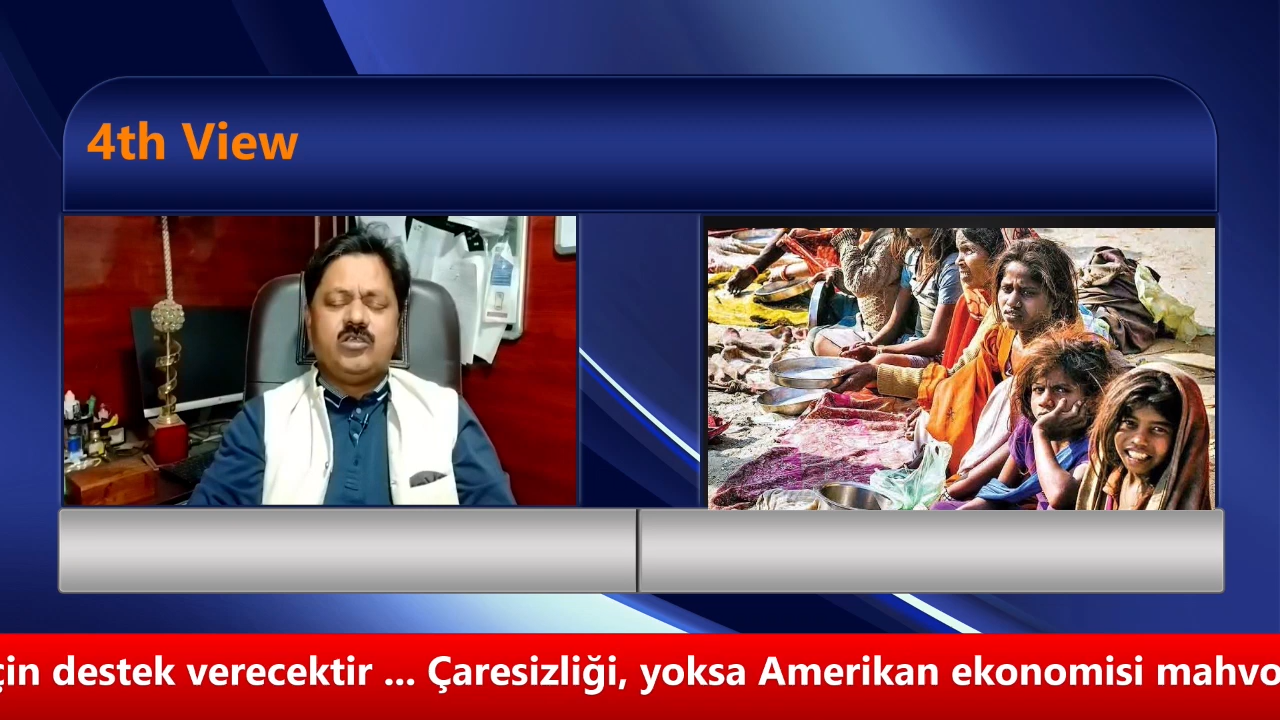 4th View
çin destek verecektir ... Çaresizliği, yoksa Amerikan ekonomisi mahvo